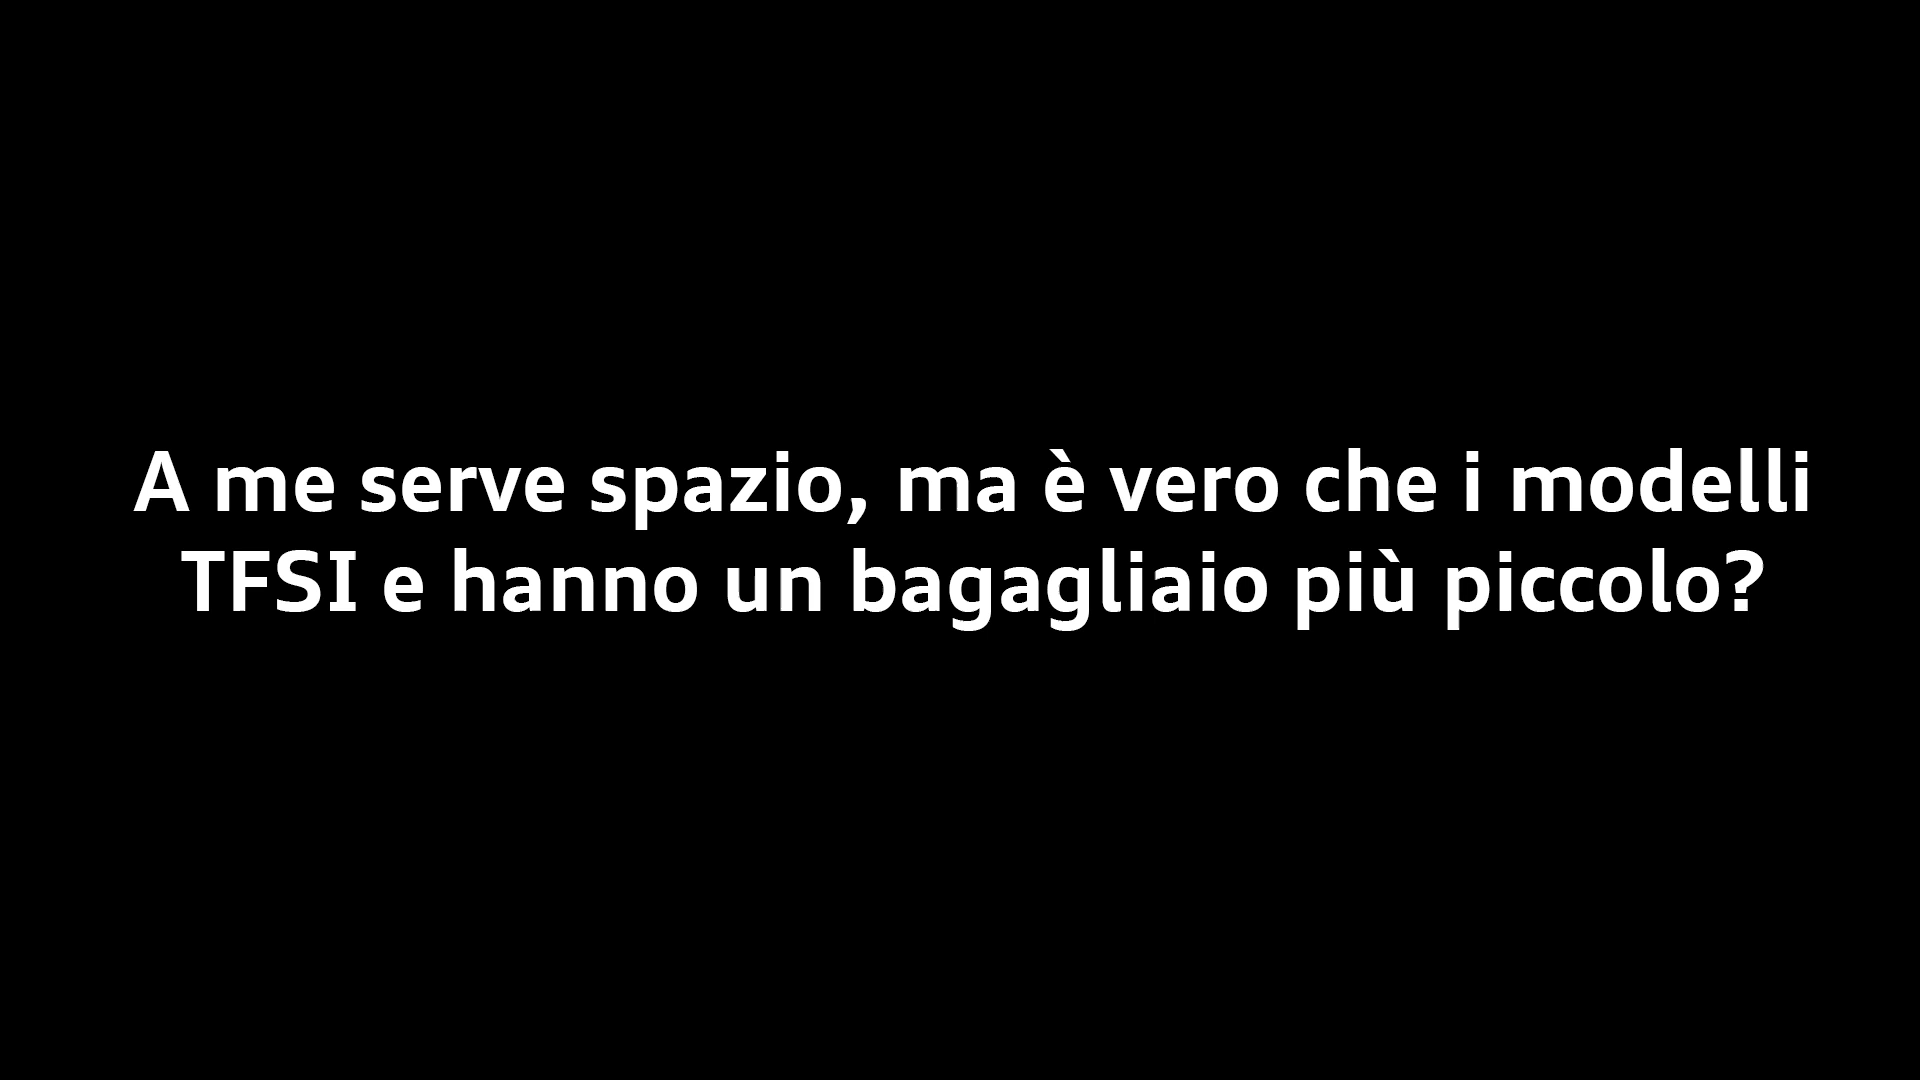 A me serve spazio, ma è vero che i modelli
TFSI e hanno un bagagliaio più piccolo?